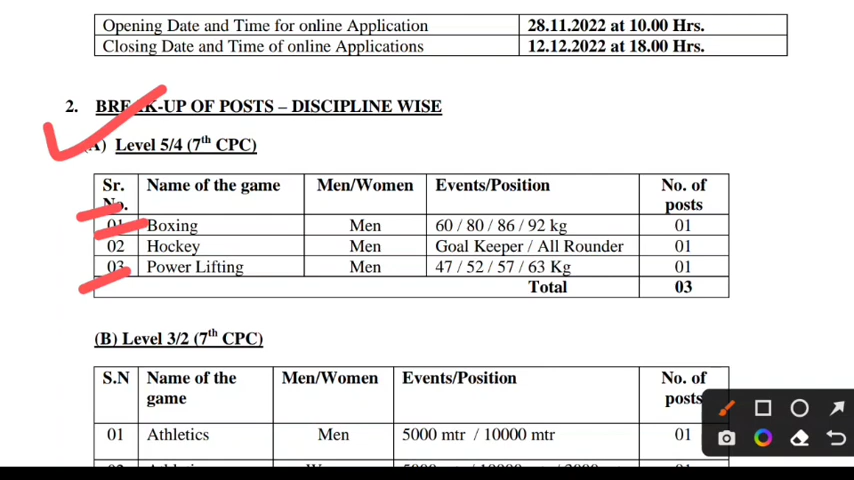 Opening Date and Time for online Application 28.11.2022 at 10.00 Hrs.
Closing Date and Time of online Applications 12.12.2022 at 18.00 Hrs.
2. BREAK-UP OF POSTS – DISCIPLINE WISE
(A) Level 5/4 (7th CPC)
Sr. No. Name of the game Men/Women Events/Position No. of posts
01 Boxing Men 60 / 80 / 86 / 92 kg 01
02 Hockey Men Goal Keeper / All Rounder 01
03 Power Lifting Men 47 / 52 / 57 / 63 Kg 01
Total 03
(B) Level 3/2 (7th CPC)
S.N Name of the game Men/Women Events/Position No. of posts
01 Athletics Men 5000 mtr / 10000 mtr 01